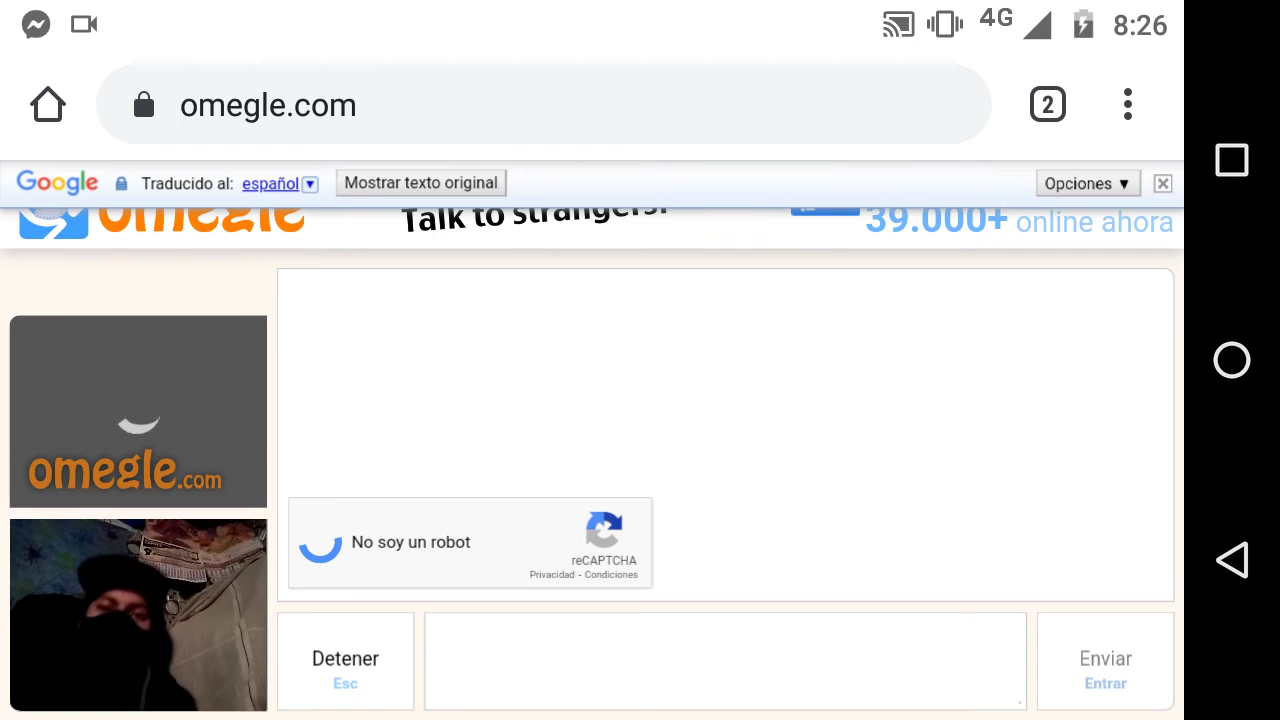 4G 8:26
omegle.com 2
Google Traducido al: español Mostrar texto original Opciones
omegle Talk to strangers! 39.000+ online ahora
omegle.com
No soy un robot
reCAPTCHA
Privacidad - Condiciones
Detener Enviar
Esc Entrar